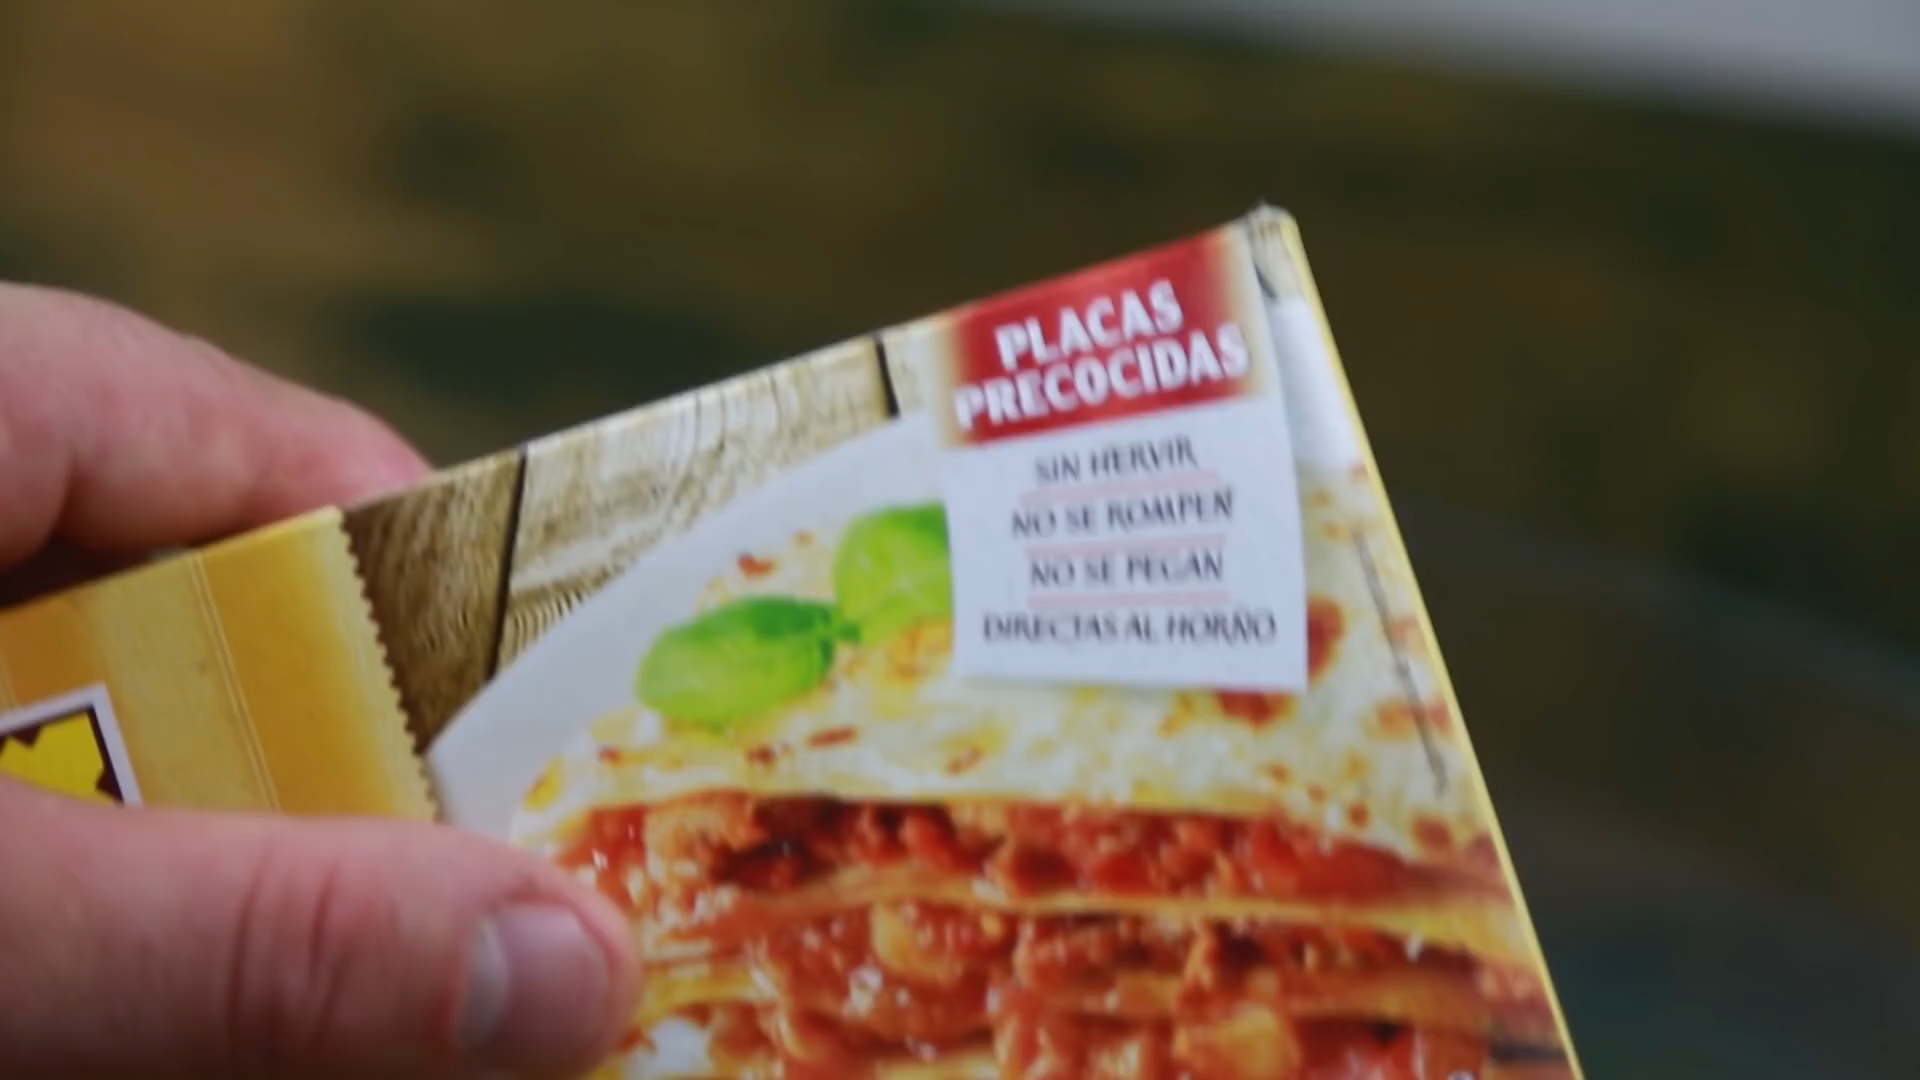 PLACAS
PRECOCIDAS
SIN HERVIR
NO SE ROMPEN
NO SE PEGAN
DIRECTAS AL HORNO